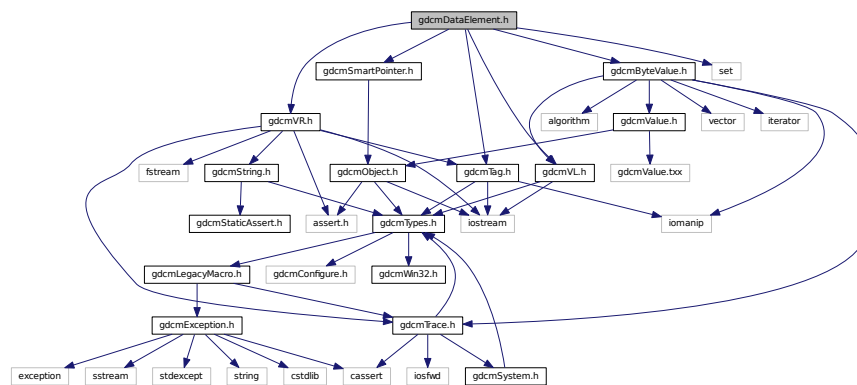 gdcmDataElement.h
gdcmSmartPointer.h
gdcmByteValue.h
set
gdcmVR.h
algorithm
gdcmValue.h
vector
iterator
fstream
gdcmString.h
gdcmObject.h
gdcmTag.h
gdcmVL.h
gdcmValue.txx
gdcmStaticAssert.h
assert.h
gdcmTypes.h
iostream
iomanip
gdcmLegacyMacro.h
gdcmConfigure.h
gdcmWin32.h
gdcmException.h
gdcmTrace.h
exception
sstream
stdexcept
string
cstdlib
cassert
iosfwd
gdcmSystem.h